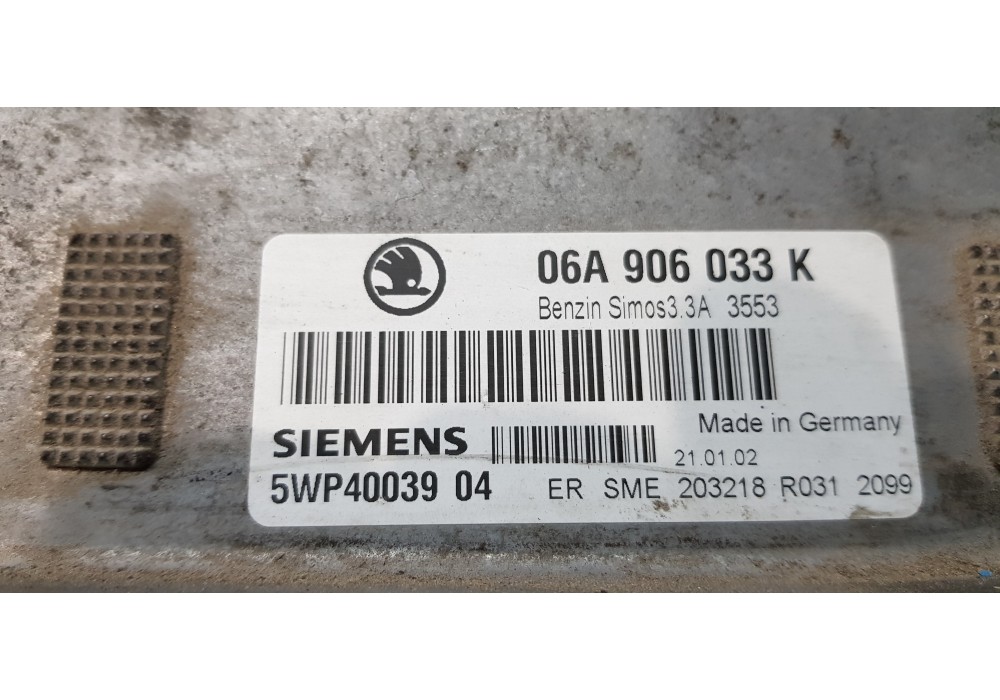 06A 906 033 K
Benzin Simos3.3A 3553
Made in Germany
SIEMENS
21.01.02
5WP40039 04 ER SME 203218 R031 2099